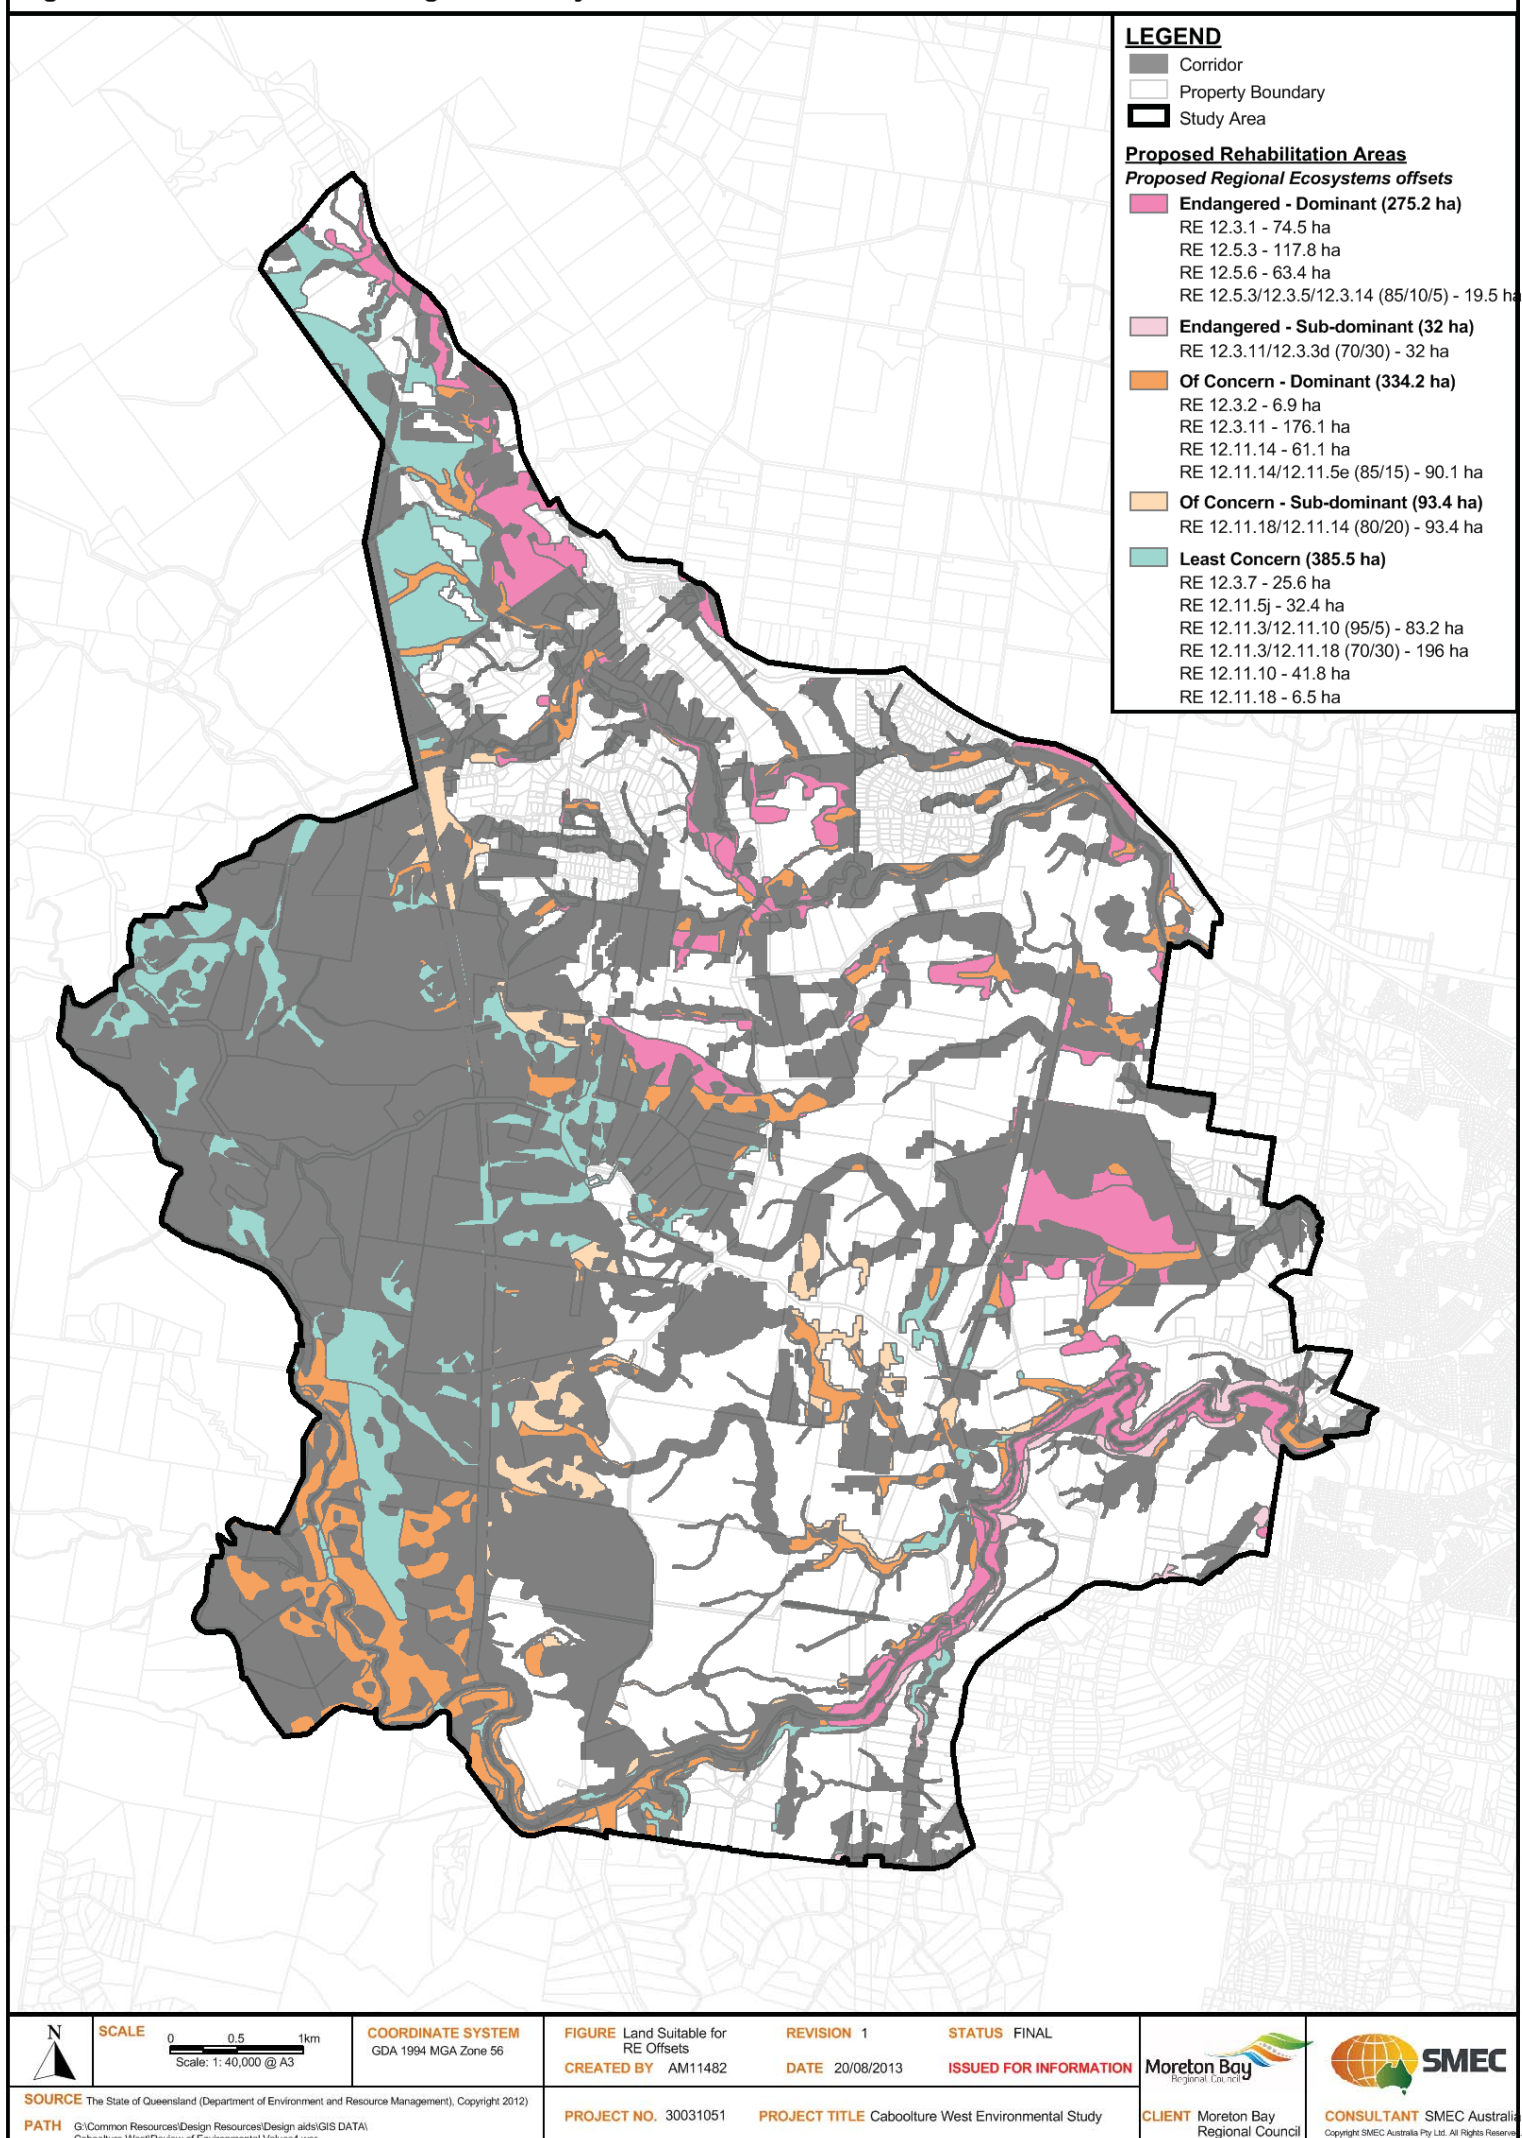 LEGEND
Corridor
Property Boundary
Study Area
Proposed Rehabilitation Areas
Proposed Regional Ecosystems offsets
Endangered - Dominant (275.2 ha)
RE 12.3.1 - 74.5 ha
RE 12.5.3 - 117.8 ha
RE 12.5.6 - 63.4 ha
RE 12.5.3/12.3.5/12.3.14 (85/10/5) - 19.5 ha
Endangered - Sub-dominant (32 ha)
RE 12.3.11/12.3.3d (70/30) - 32 ha
Of Concern - Dominant (334.2 ha)
RE 12.3.2 - 6.9 ha
RE 12.3.11 - 176.1 ha
RE 12.11.14 - 61.1 ha
RE 12.11.14/12.11.5e (85/15) - 90.1 ha
Of Concern - Sub-dominant (93.4 ha)
RE 12.11.18/12.11.14 (80/20) - 93.4 ha
Least Concern (385.5 ha)
RE 12.3.7 - 25.6 ha
RE 12.11.5j - 32.4 ha
RE 12.11.3/12.11.10 (95/5) - 83.2 ha
RE 12.11.3/12.11.18 (70/30) - 196 ha
RE 12.11.10 - 41.8 ha
RE 12.11.18 - 6.5 ha
N
SCALE
0 0.5 1km
Scale: 1: 40,000 @ A3
COORDINATE SYSTEM
GDA 1994 MGA Zone 56
FIGURE Land Suitable for
RE Offsets
CREATED BY AM11482
REVISION 1
DATE 20/08/2013
STATUS FINAL
ISSUED FOR INFORMATION
Moreton Bay
Regional Council
SMEC
SOURCE The State of Queensland (Department of Environment and Resource Management), Copyright 2012)
PATH G:\Common Resources\Design Resources\Design aids\GIS DATA\
PROJECT NO. 30031051
PROJECT TITLE Caboolture West Environmental Study
CLIENT Moreton Bay
Regional Council
CONSULTANT SMEC Australia
Copyright SMEC Australia Pty Ltd. All Rights Reserved